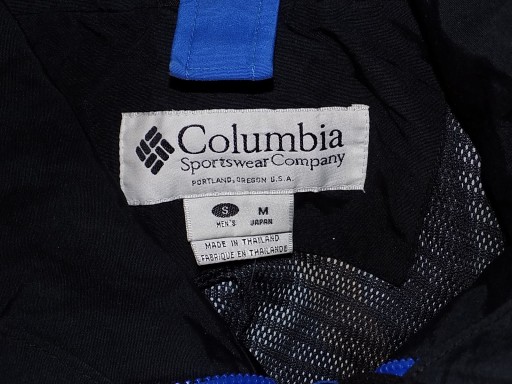 Columbia
Sportswear Company
PORTLAND, OREGON U.S.A.
S M
MEN'S JAPAN
MADE IN THAILAND
FABRIQUE EN THAILANDE